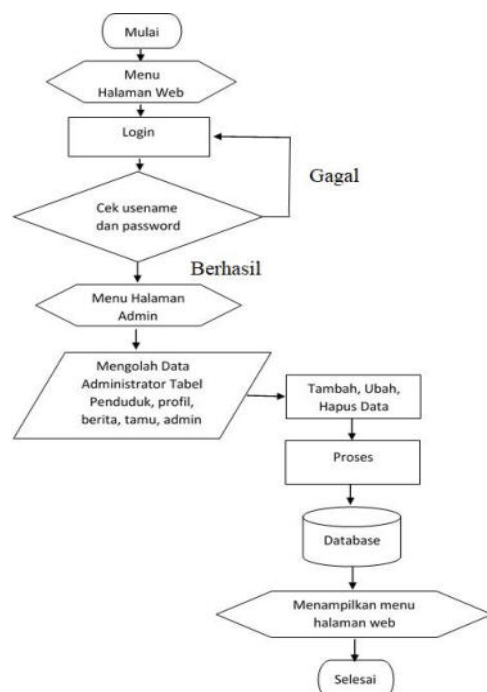 Mulai
Menu
Halaman Web
Login
Gagal
Cek usename
dan password
Berhasil
Menu Halaman
Admin
Mengolah Data
Administrator Tabel
Penduduk, profil,
berita, tamu, admin
Tambah, Ubah,
Hapus Data
Proses
Database
Menampilkan menu
halaman web
Selesai